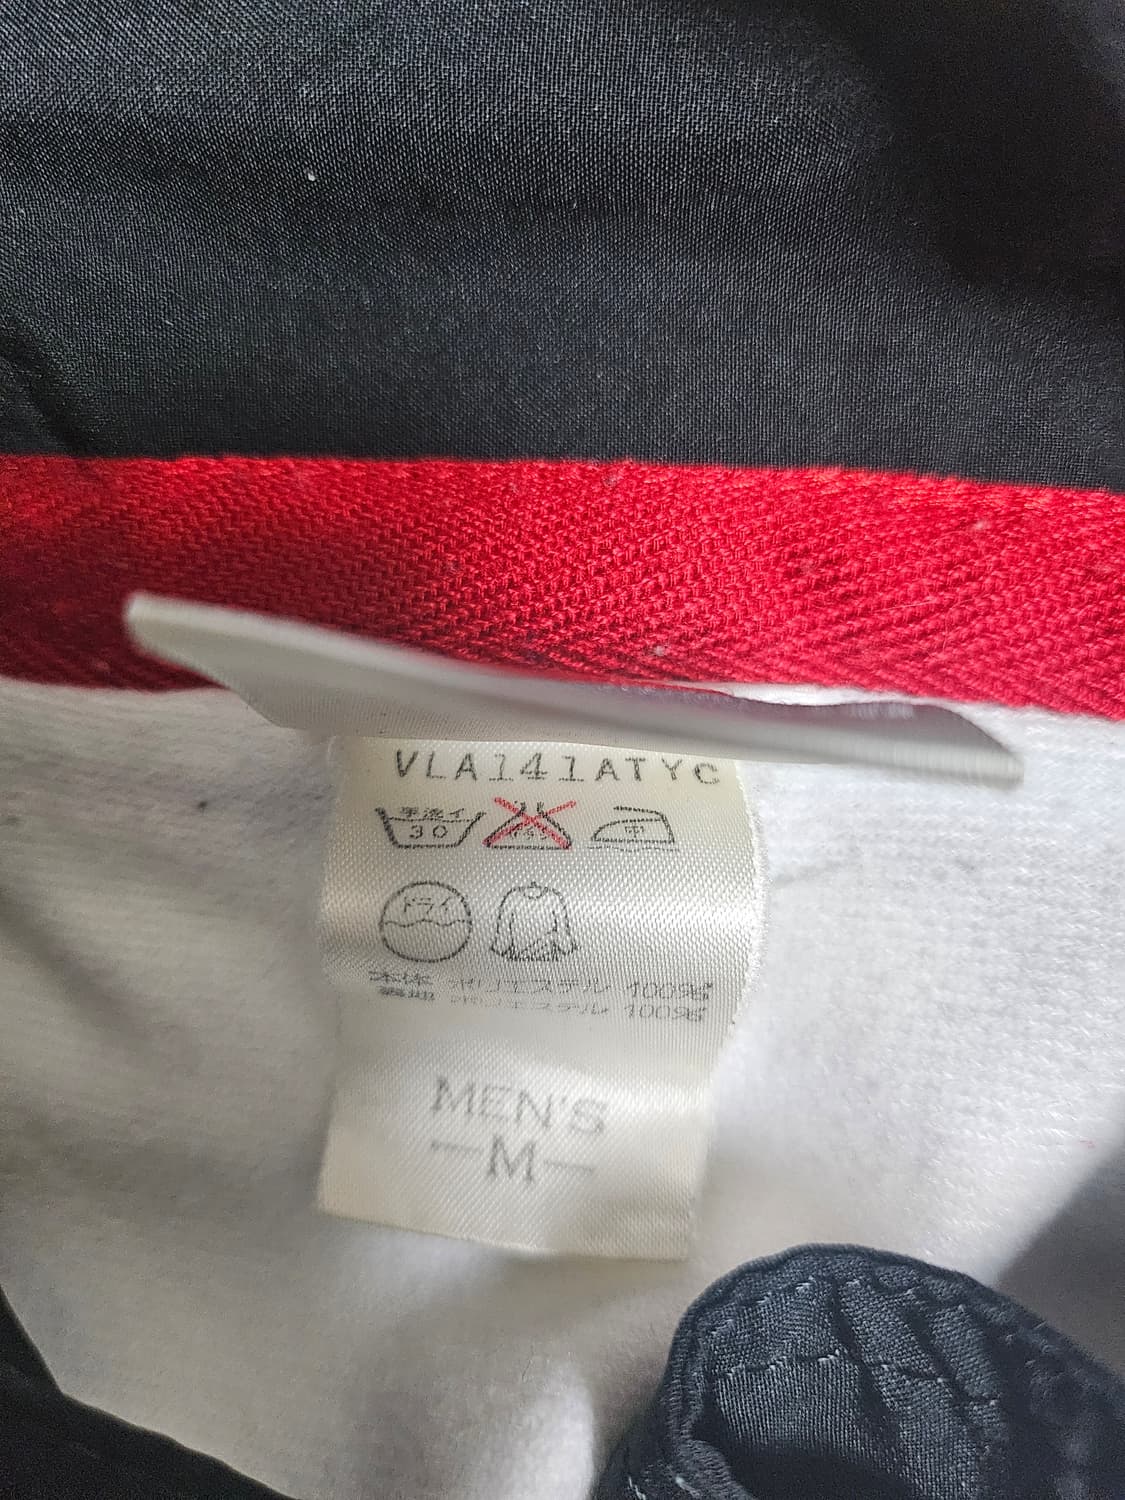 VLA141ATYC
手洗イ
30
中
ドライ
本体 ポリエステル 100%
裏地 ポリエステル 100%
MEN'S
—M—